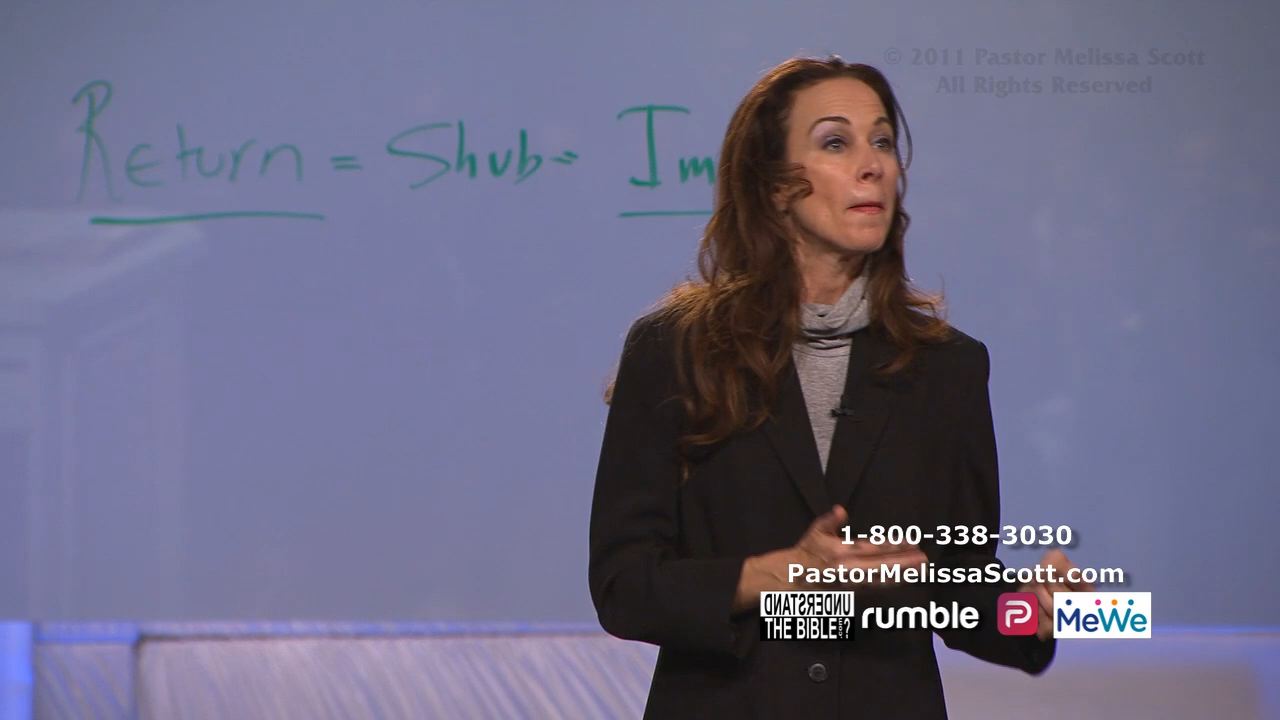 © 2011 Pastor Melissa Scott
All Rights Reserved
Return = Shub =
1-800-338-3030
PastorMelissaScott.com
UNDERSTAND
THE BIBLE?
rumble
MeWe